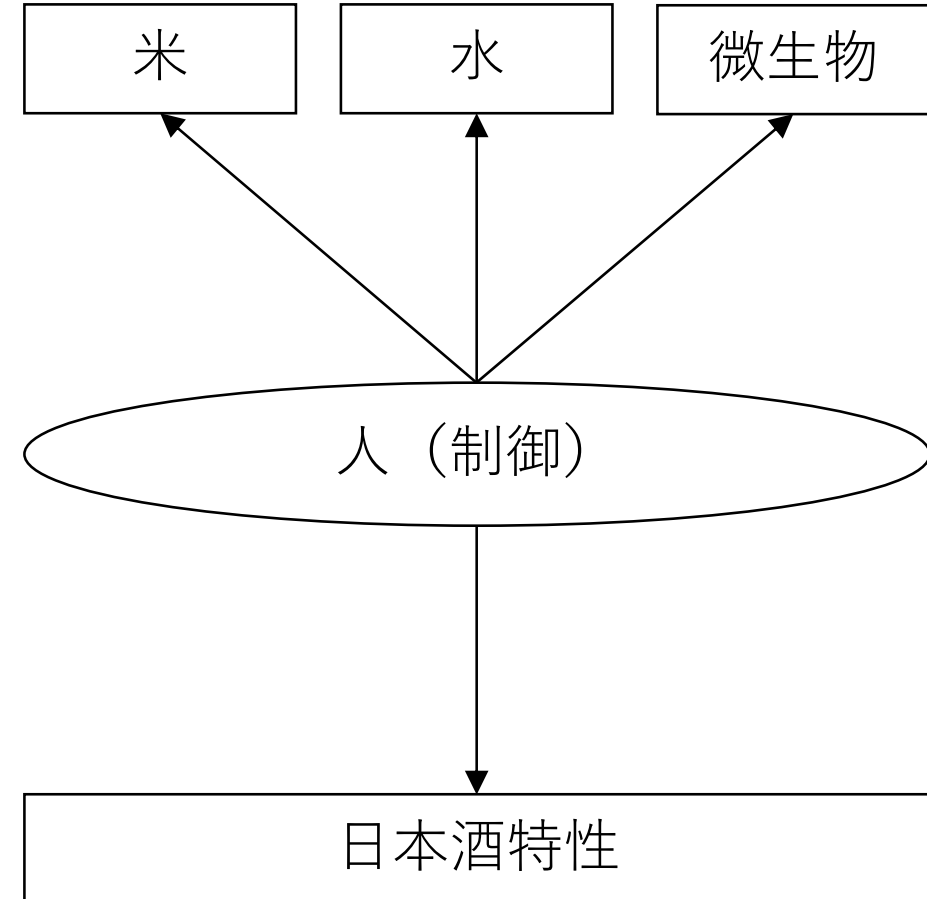 米
水
微生物
人（制御）
日本酒特性